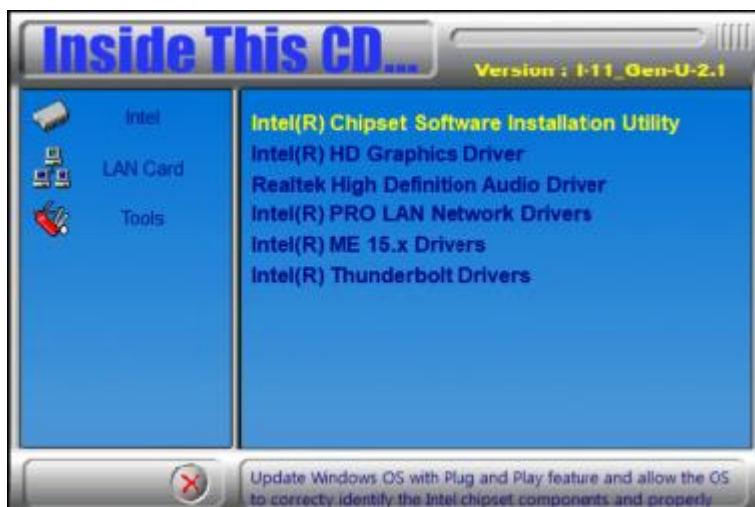 Inside This CD...
Version : I-11_Gen-U-2.1
Intel
LAN Card
Tools
Intel(R) Chipset Software Installation Utility
Intel(R) HD Graphics Driver
Realtek High Definition Audio Driver
Intel(R) PRO LAN Network Drivers
Intel(R) ME 15.x Drivers
Intel(R) Thunderbolt Drivers
Update Windows OS with Plug and Play feature and allow the OS
to correcty identify the Intel chipset components and properly